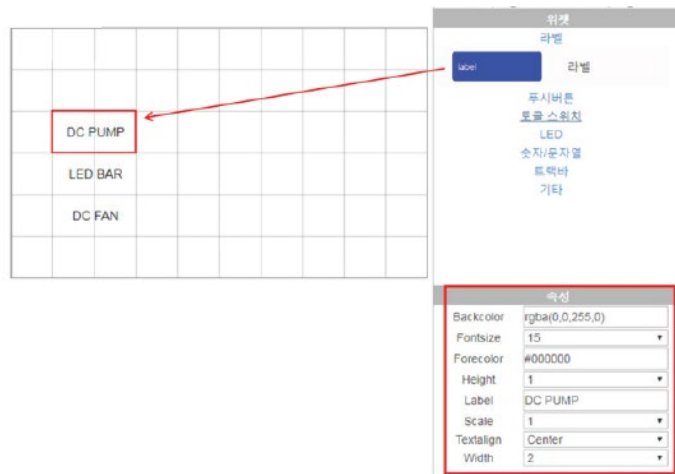 위젯
라벨
label 라벨
푸시버튼
토글 스위치
LED
숫자/문자열
트랙바
기타
DC PUMP
LED BAR
DC FAN
속성
Backcolor rgba(0,0,255,0)
Fontsize 15
Forecolor #000000
Height 1
Label DC PUMP
Scale 1
Textalign Center
Width 2